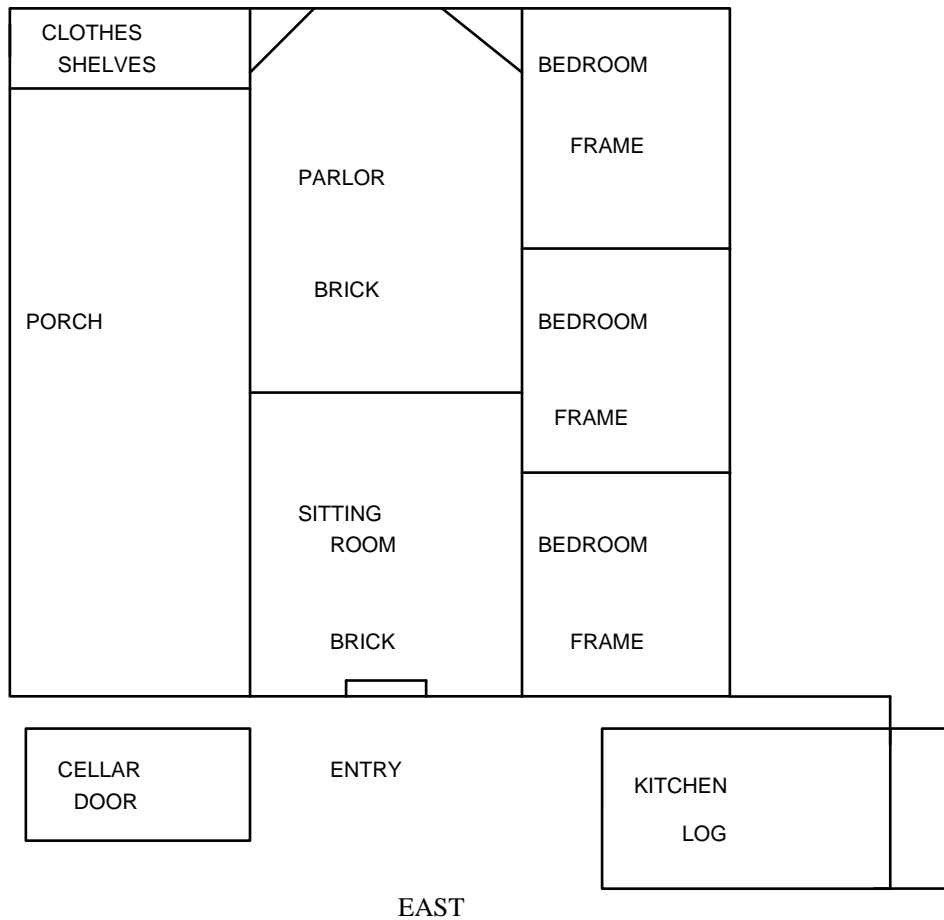 CLOTHES
SHELVES
BEDROOM
FRAME
PARLOR
BRICK
PORCH
BEDROOM
FRAME
SITTING
ROOM
BEDROOM
BRICK
FRAME
CELLAR
DOOR
ENTRY
KITCHEN
LOG
EAST